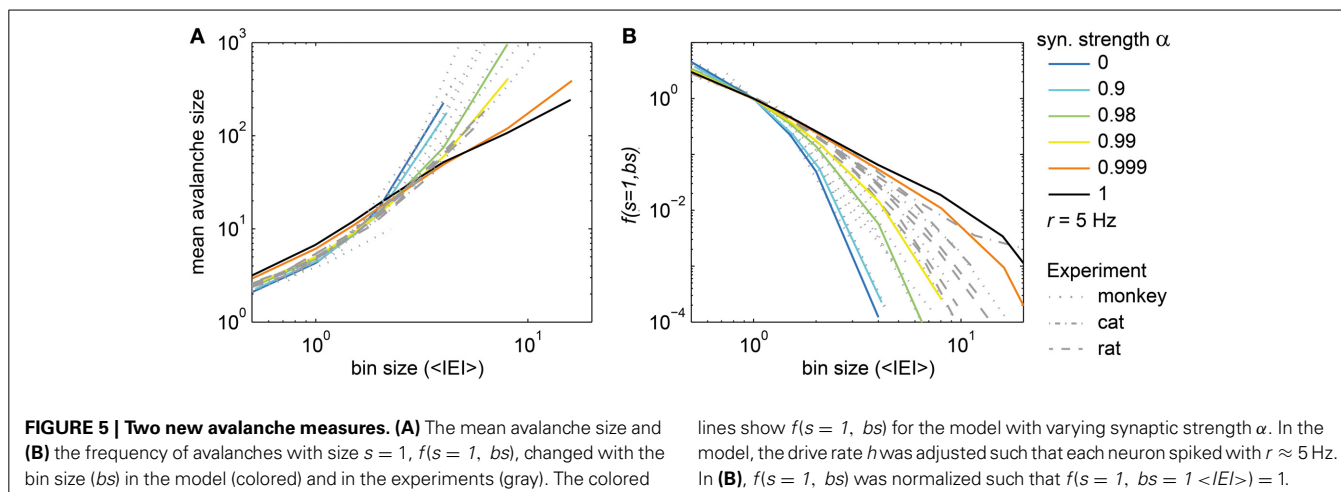 A
10^3
10^2
10^1
10^0
mean avalanche size
10^0
10^1
bin size (<IEI>)
B
10^0
10^−2
10^−4
f(s=1,bs)
10^0
10^1
bin size (<IEI>)
syn. strength α
0
0.9
0.98
0.99
0.999
1
r = 5 Hz
Experiment
monkey
cat
rat
FIGURE 5 | Two new avalanche measures. (A) The mean avalanche size and
(B) the frequency of avalanches with size s = 1, f(s = 1, bs), changed with the
bin size (bs) in the model (colored) and in the experiments (gray). The colored
lines show f(s = 1, bs) for the model with varying synaptic strength α. In the
model, the drive rate h was adjusted such that each neuron spiked with r ≈ 5 Hz.
In (B), f(s = 1, bs) was normalized such that f(s = 1, bs = 1 <IEI>) = 1.